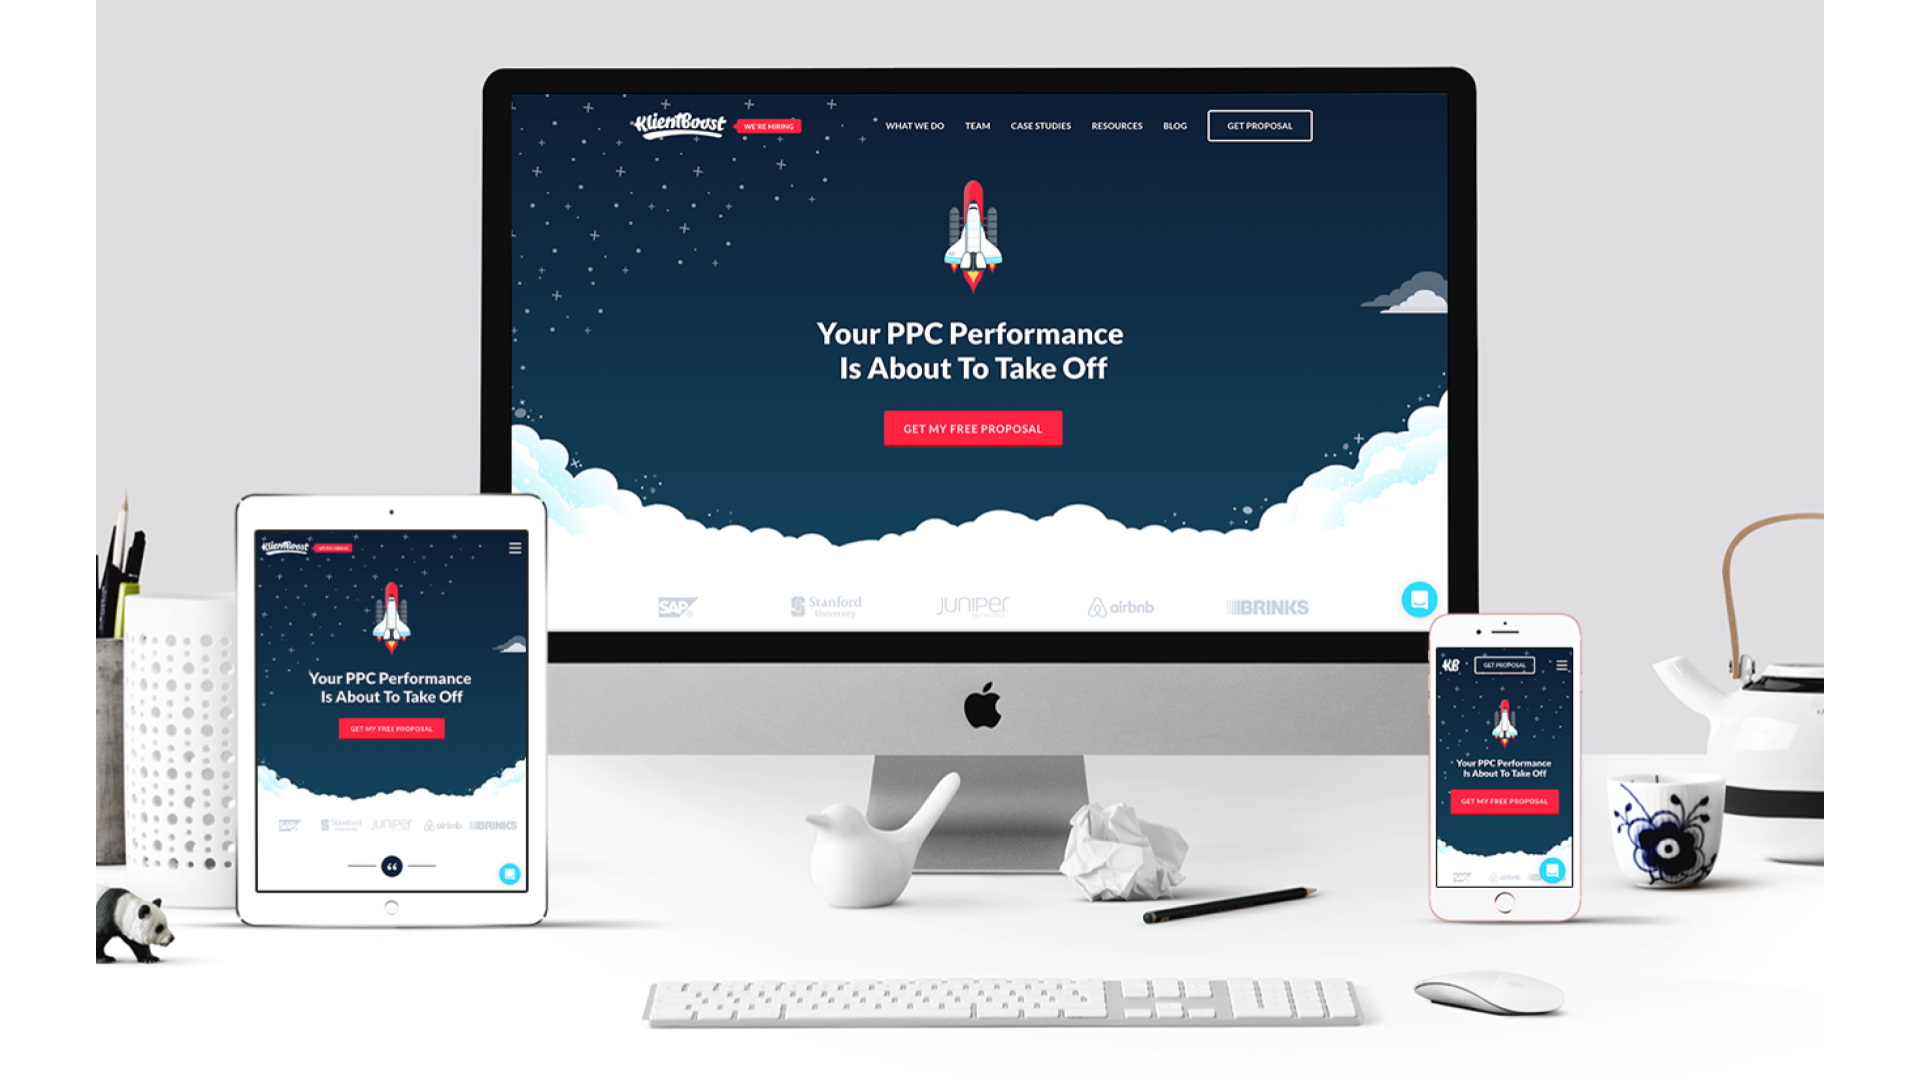 KlientBoost WE'RE HIRING WHAT WE DO TEAM CASE STUDIES RESOURCES BLOG GET PROPOSAL
Your PPC Performance
Is About To Take Off
GET MY FREE PROPOSAL
SAP Stanford University JUNIPER NETWORKS airbnb BRINKS
KlientBoost WE'RE HIRING
Your PPC Performance
Is About To Take Off
GET MY FREE PROPOSAL
SAP Stanford University JUNIPER airbnb BRINKS
KB GET PROPOSAL
Your PPC Performance
Is About To Take Off
GET MY FREE PROPOSAL
SAP airbnb